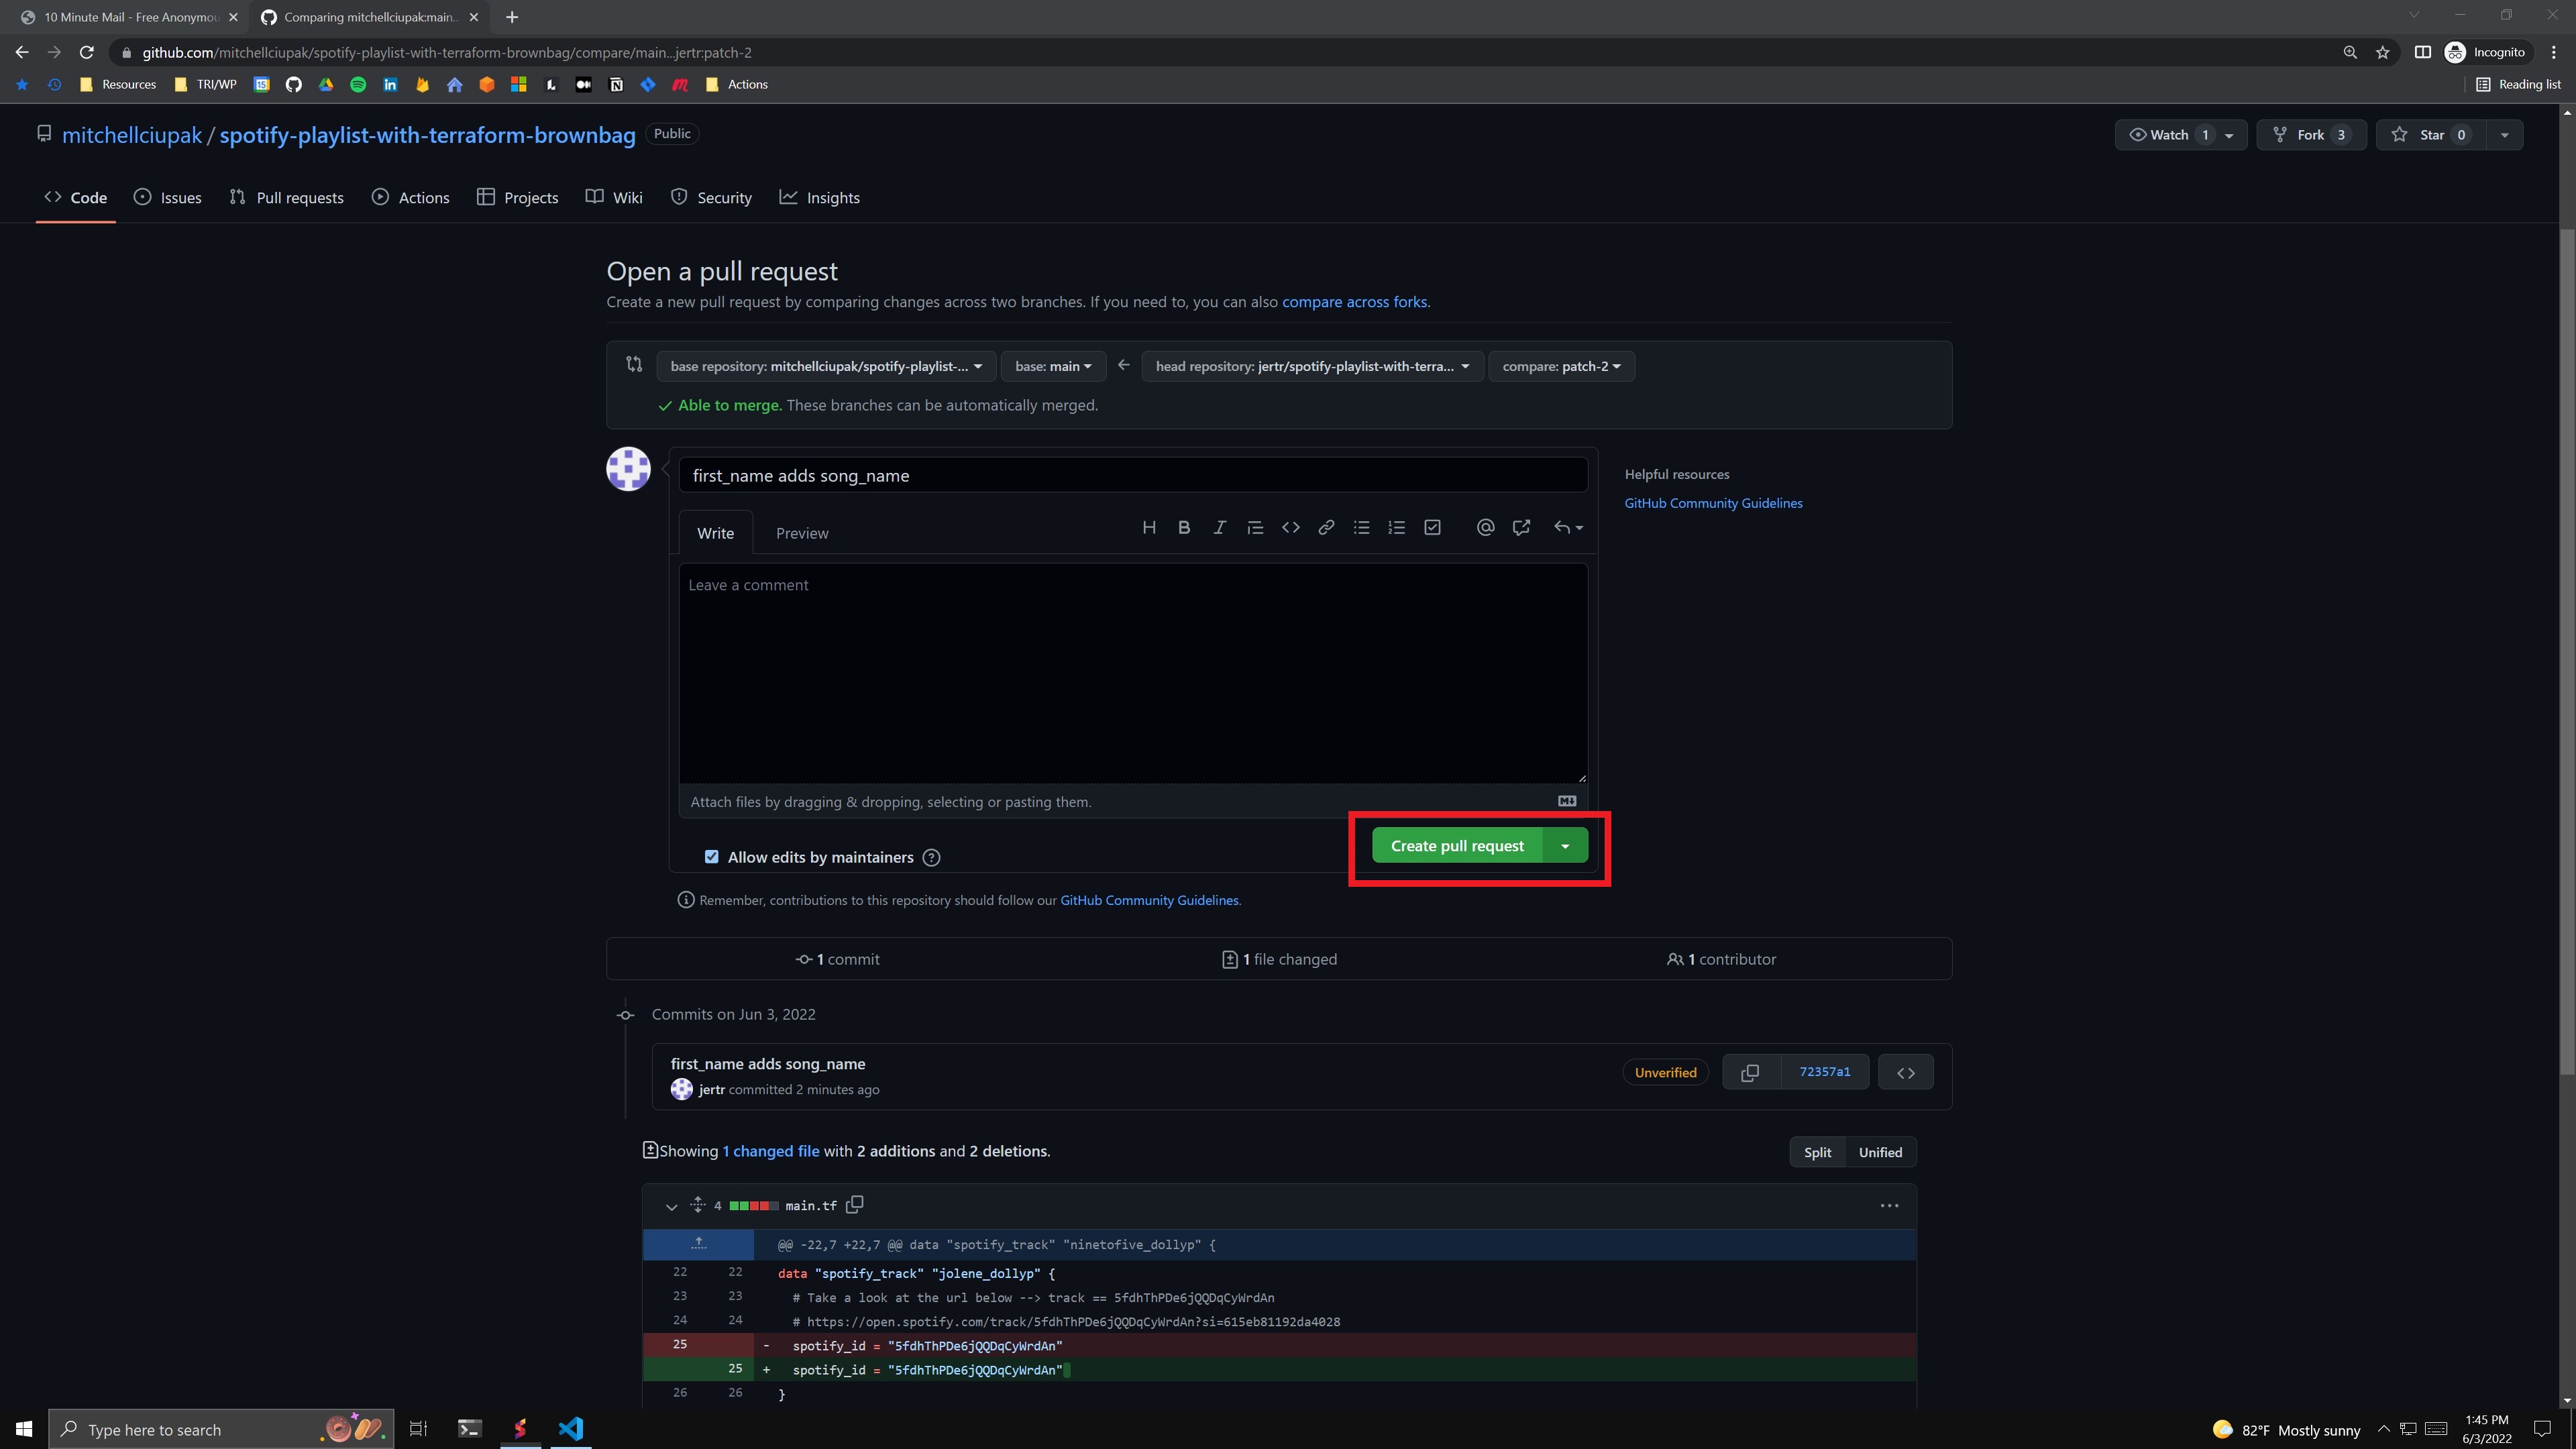 10 Minute Mail - Free Anonymou
Comparing mitchellciupak:main...
github.com/mitchellciupak/spotify-playlist-with-terraform-brownbag/compare/main...jertr:patch-2
Incognito
Resources
TRI/WP
Actions
Reading list
mitchellciupak / spotify-playlist-with-terraform-brownbag Public
Watch 1
Fork 3
Star 0
Code
Issues
Pull requests
Actions
Projects
Wiki
Security
Insights
Open a pull request
Create a new pull request by comparing changes across two branches. If you need to, you can also compare across forks.
base repository: mitchellciupak/spotify-playlist-...
base: main
head repository: jertr/spotify-playlist-with-terra...
compare: patch-2
Able to merge. These branches can be automatically merged.
first_name adds song_name
Helpful resources
GitHub Community Guidelines
Write
Preview
Leave a comment
Attach files by dragging & dropping, selecting or pasting them.
Create pull request
Allow edits by maintainers
Remember, contributions to this repository should follow our GitHub Community Guidelines.
1 commit
1 file changed
1 contributor
Commits on Jun 3, 2022
first_name adds song_name
jertr committed 2 minutes ago
Unverified
72357a1
Showing 1 changed file with 2 additions and 2 deletions.
Split
Unified
4 main.tf
@@ -22,7 +22,7 @@ data "spotify_track" "ninetofive_dollyp" {
22 22 data "spotify_track" "jolene_dollyp" {
23 23 # Take a look at the url below --> track == 5fdhThPDe6jQQDqCyWrdAn
24 24 # https://open.spotify.com/track/5fdhThPDe6jQQDqCyWrdAn?si=615eb81192da4028
25 - spotify_id = "5fdhThPDe6jQQDqCyWrdAn"
25 + spotify_id = "5fdhThPDe6jQQDqCyWrdAn"
26 26 }
Type here to search
82°F Mostly sunny
1:45 PM
6/3/2022